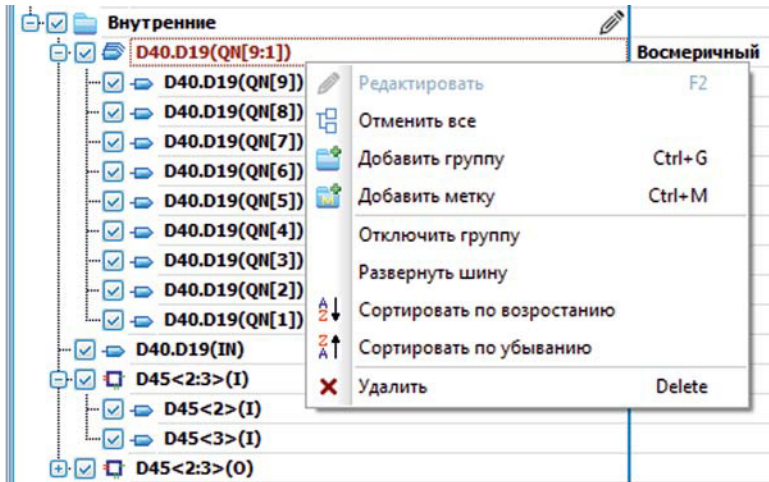 Внутренние
D40.D19(QN[9:1])
Восмеричный
D40.D19(QN[9])
Редактировать F2
D40.D19(QN[8])
Отменить все
D40.D19(QN[7])
D40.D19(QN[6])
Добавить группу Ctrl+G
D40.D19(QN[5])
Добавить метку Ctrl+M
D40.D19(QN[4])
Отключить группу
D40.D19(QN[3])
Развернуть шину
D40.D19(QN[2])
D40.D19(QN[1])
Сортировать по возростанию
D40.D19(IN)
Сортировать по убыванию
D45<2:3>(I)
Удалить Delete
D45<2>(I)
D45<3>(I)
D45<2:3>(O)